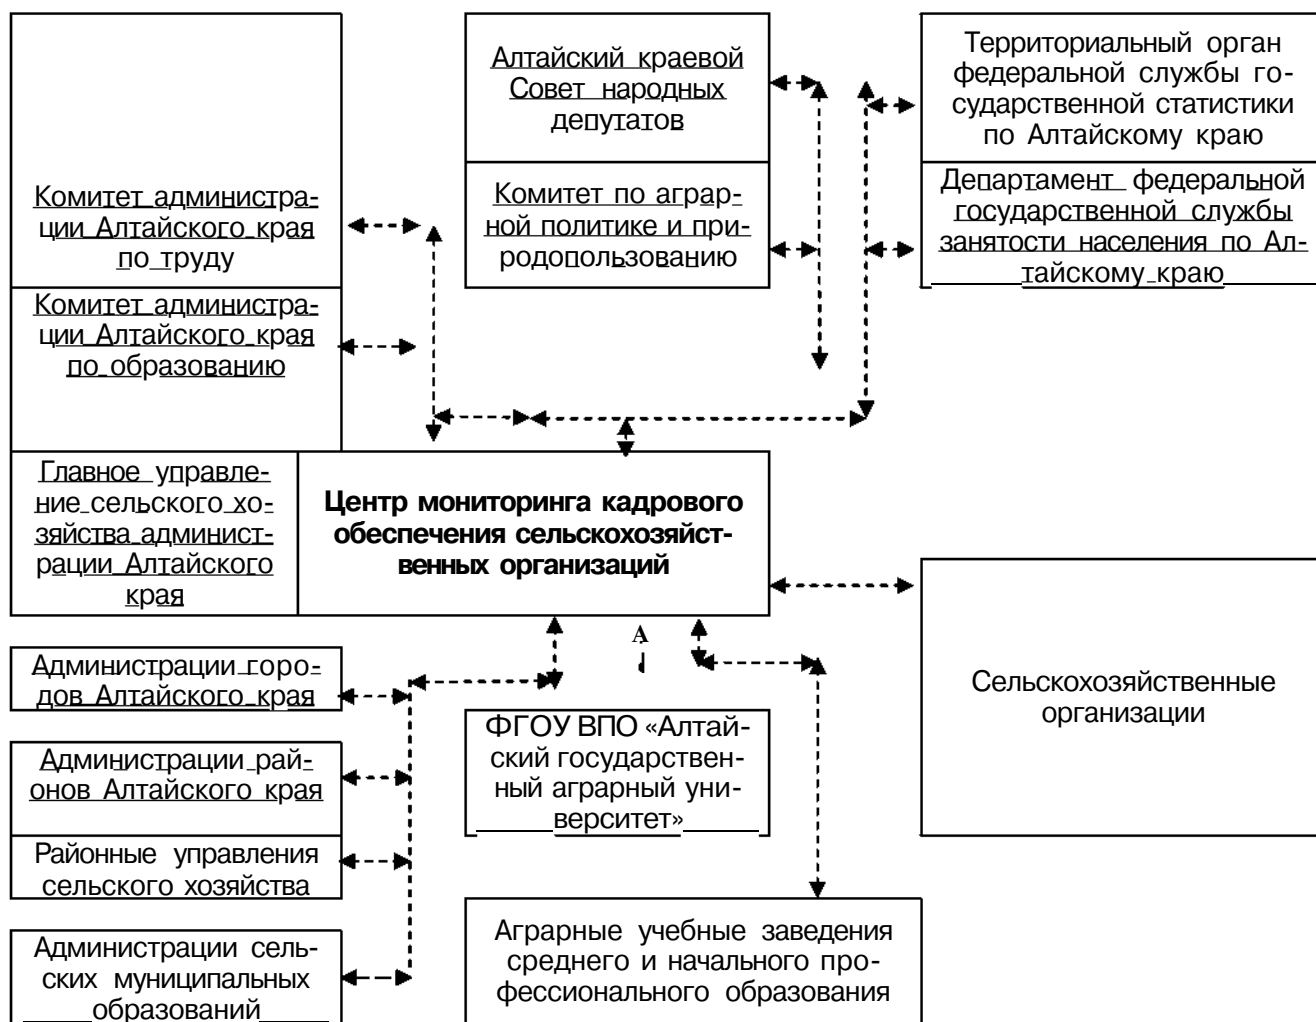 Комитет администра-
ции Алтайского края
по труду
Комитет администра-
ции Алтайского края
по образованию
Главное управле-
ние сельского хо-
зяйства админист-
рации Алтайского
края
Алтайский краевой
Совет народных
депутатов
Комитет по аграр-
ной политике и при-
родопользованию
Территориальный орган
федеральной службы го-
сударственной статистики
по Алтайскому краю
Департамент федеральной
государственной службы
занятости населения по Ал-
тайскому краю
Центр мониторинга кадрового
обеспечения сельскохозяйст-
венных организаций
Администрации горо-
дов Алтайского края
Администрации рай-
онов Алтайского края
Районные управления
сельского хозяйства
Администрации сель-
ских муниципальных
образований
А
ФГОУ ВПО «Алтай-
ский государствен-
ный аграрный уни-
верситет»
Аграрные учебные заведения
среднего и начального про-
фессионального образования
Сельскохозяйственные
организации